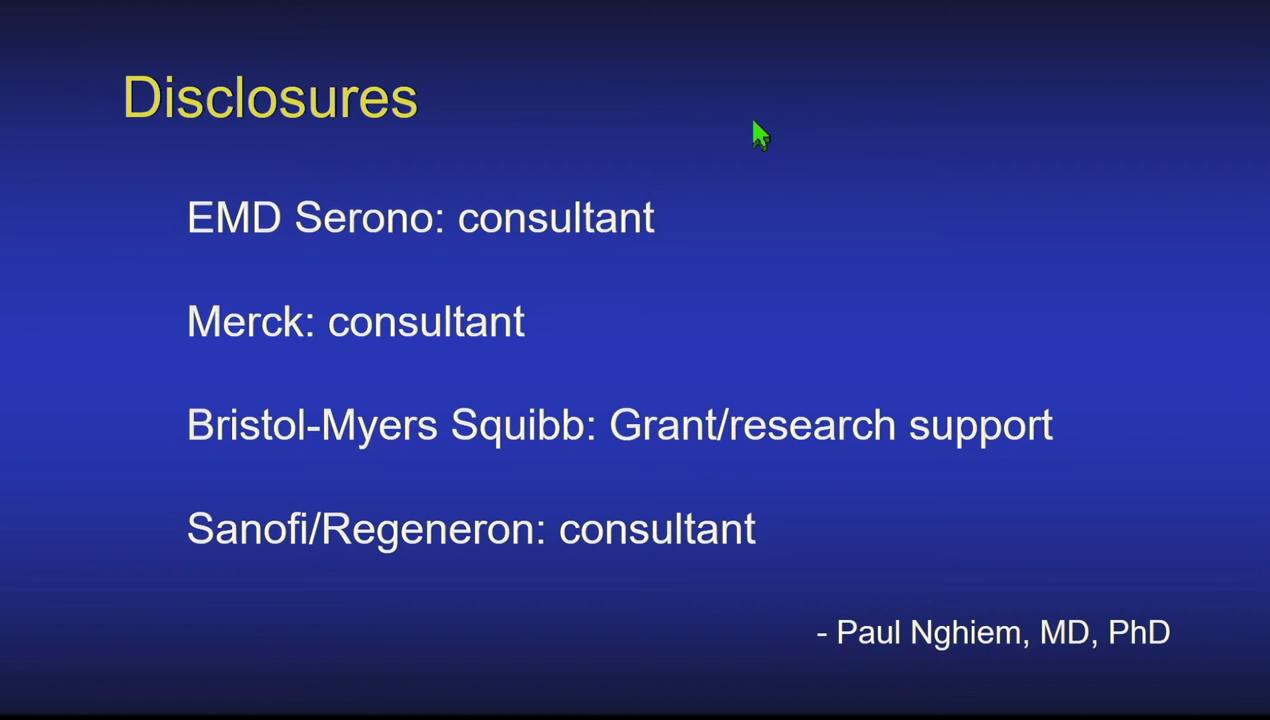 Disclosures
EMD Serono: consultant
Merck: consultant
Bristol-Myers Squibb: Grant/research support
Sanofi/Regeneron: consultant
- Paul Nghiem, MD, PhD